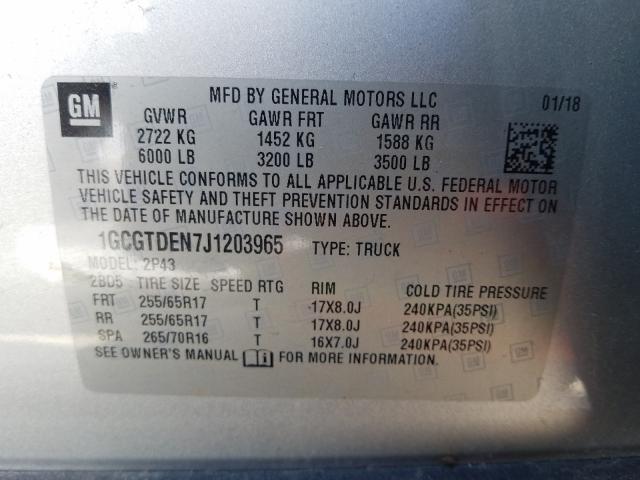 GM
MFD BY GENERAL MOTORS LLC 01/18
GVWR GAWR FRT GAWR RR
2722 KG 1452 KG 1588 KG
6000 LB 3200 LB 3500 LB
THIS VEHICLE CONFORMS TO ALL APPLICABLE U.S. FEDERAL MOTOR
VEHICLE SAFETY AND THEFT PREVENTION STANDARDS IN EFFECT ON
THE DATE OF MANUFACTURE SHOWN ABOVE.
1GCGTDEN7J1203965 TYPE: TRUCK
MODEL: 2P43
2BD5 TIRE SIZE SPEED RTG RIM COLD TIRE PRESSURE
FRT 255/65R17 T 17X8.0J 240KPA(35PSI)
RR 255/65R17 T 17X8.0J 240KPA(35PSI)
SPA 265/70R16 T 16X7.0J 240KPA(35PSI)
SEE OWNER'S MANUAL FOR MORE INFORMATION.